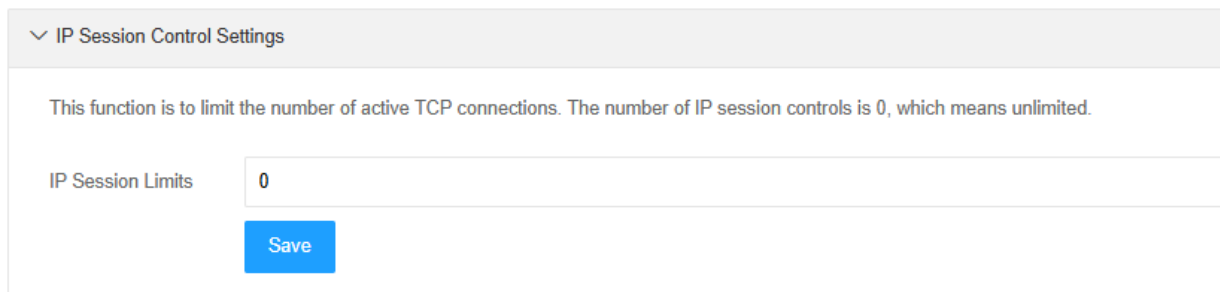 IP Session Control Settings
This function is to limit the number of active TCP connections. The number of IP session controls is 0, which means unlimited.
IP Session Limits 0
Save